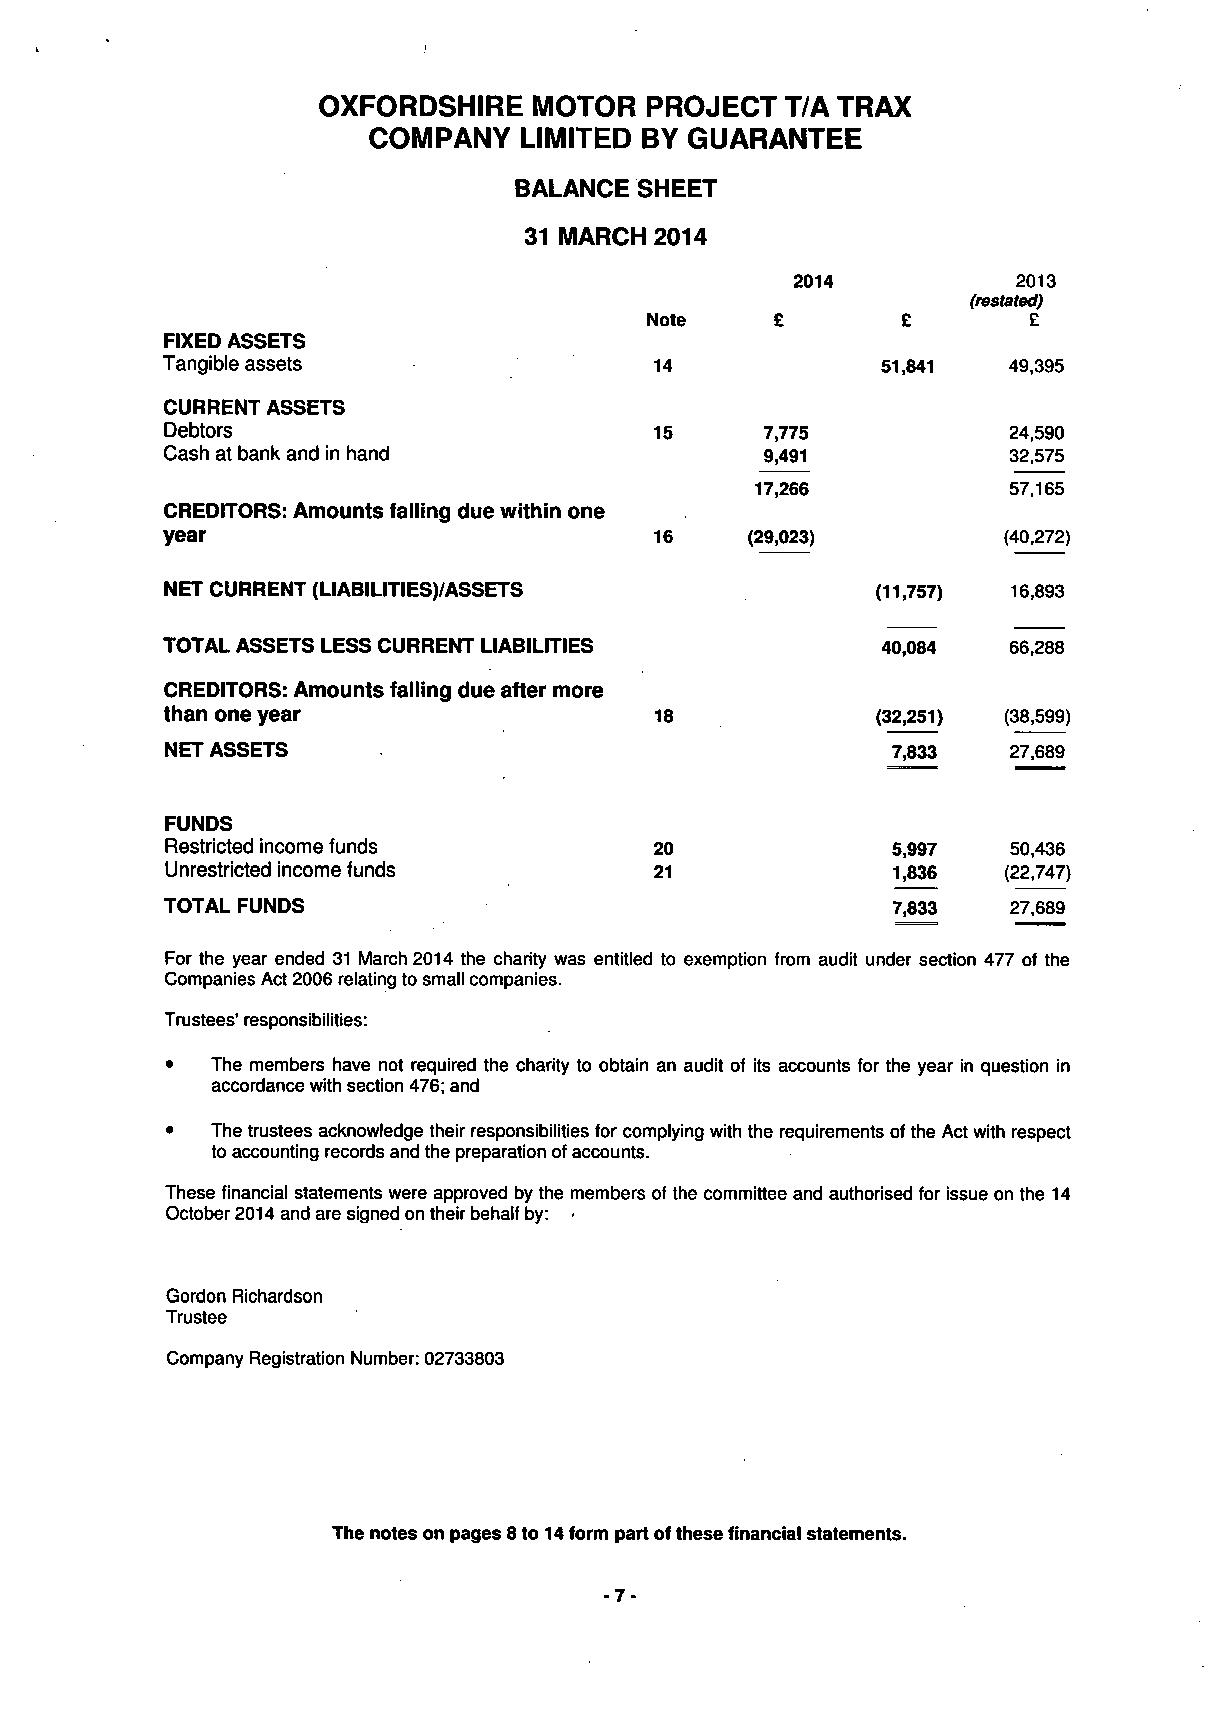 OXFORDSHIRE MOTOR PROJECT T/A TRAX
COMPANY LIMITED BY GUARANTEE
BALANCE SHEET
31 MARCH 2014
2014 2013
(restated)
Note £ £ £
FIXED ASSETS
Tangible assets 14 51,841 49,395
CURRENT ASSETS
Debtors 15 7,775 24,590
Cash at bank and in hand 9,491 32,575
17,266 57,165
CREDITORS: Amounts falling due within one
year 16 (29,023) (40,272)
NET CURRENT (LIABILITIES)/ASSETS (11,757) 16,893
TOTAL ASSETS LESS CURRENT LIABILITIES 40,084 66,288
CREDITORS: Amounts falling due after more
than one year 18 (32,251) (38,599)
NET ASSETS 7,833 27,689
FUNDS
Restricted income funds 20 5,997 50,436
Unrestricted income funds 21 1,836 (22,747)
TOTAL FUNDS 7,833 27,689
For the year ended 31 March 2014 the charity was entitled to exemption from audit under section 477 of the
Companies Act 2006 relating to small companies.
Trustees' responsibilities:
• The members have not required the charity to obtain an audit of its accounts for the year in question in
accordance with section 476; and
• The trustees acknowledge their responsibilities for complying with the requirements of the Act with respect
to accounting records and the preparation of accounts.
These financial statements were approved by the members of the committee and authorised for issue on the 14
October 2014 and are signed on their behalf by:
Gordon Richardson
Trustee
Company Registration Number: 02733803
The notes on pages 8 to 14 form part of these financial statements.
- 7 -